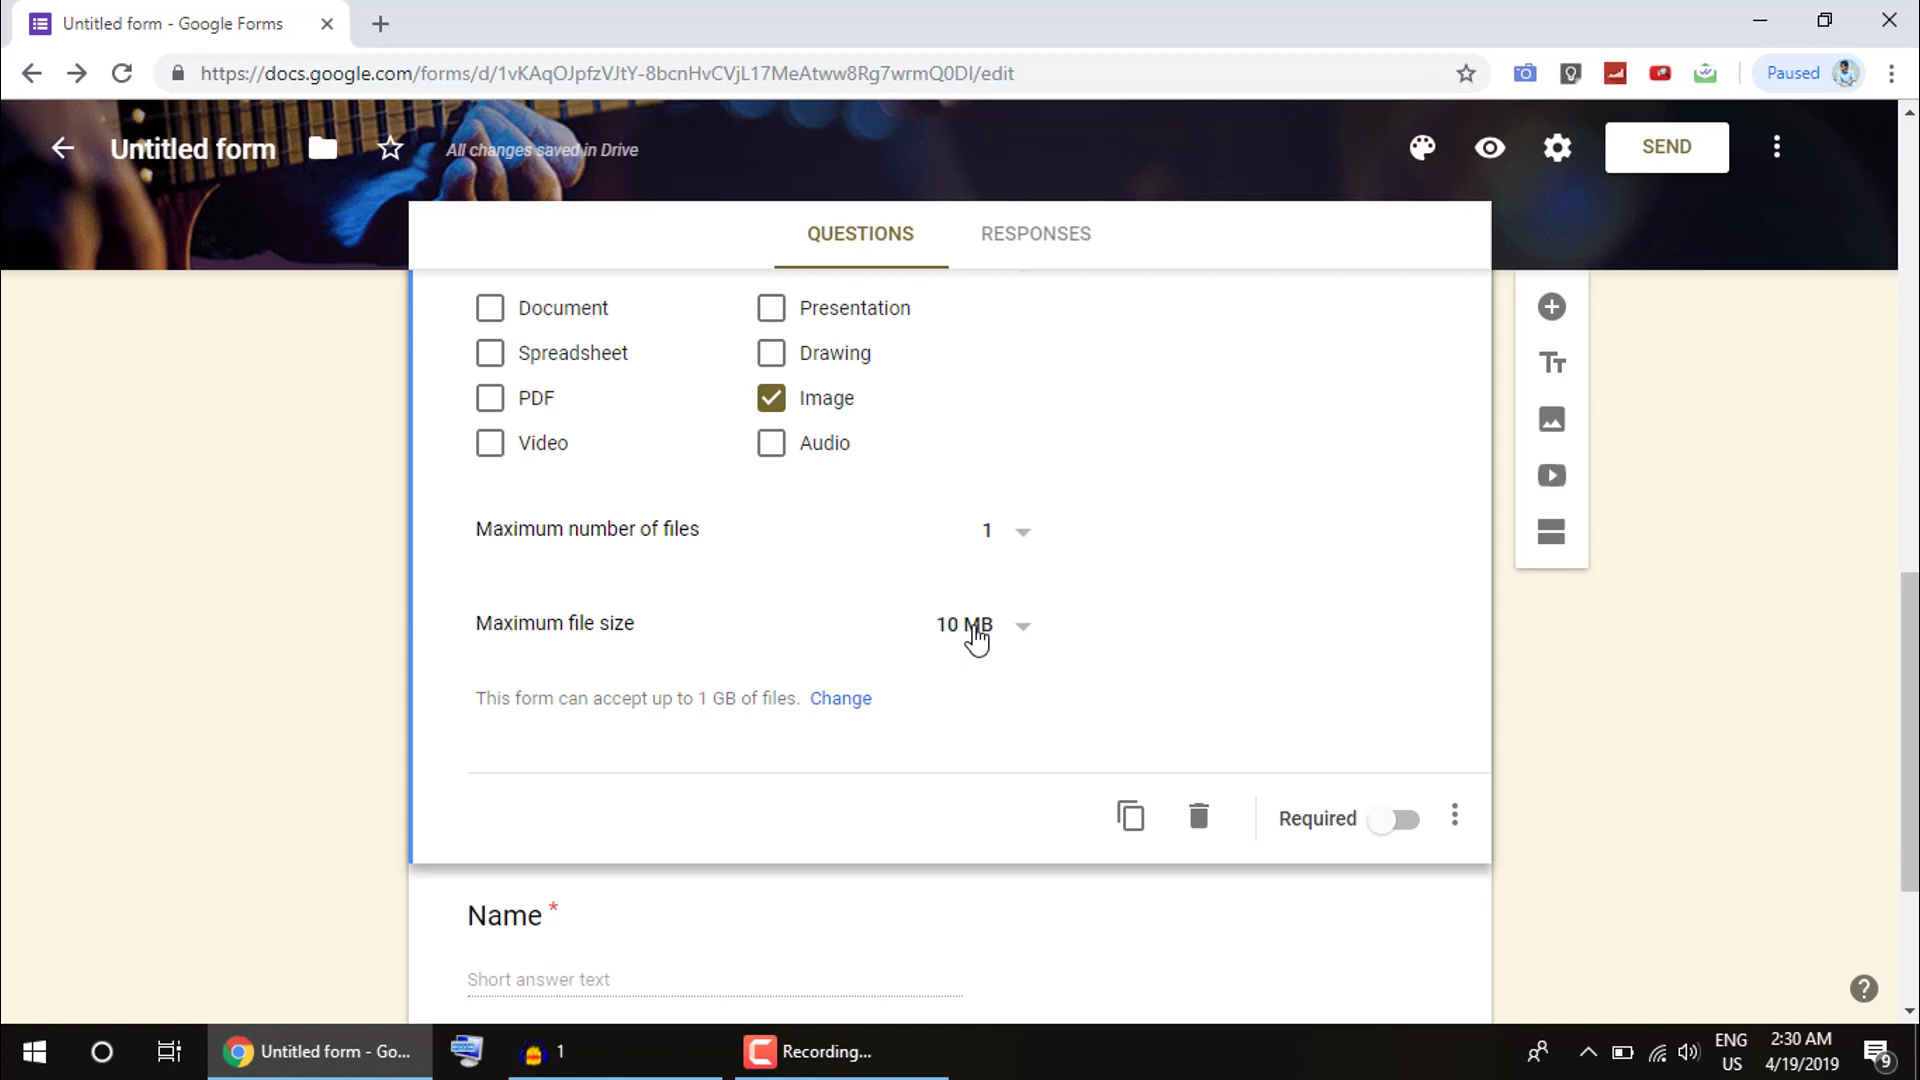 Untitled form - Google Forms
https://docs.google.com/forms/d/1vKAqOJpfzVJtY-8bcnHvCVjL17MeAtww8Rg7wrmQ0DI/edit
Paused
Untitled form
All changes saved in Drive
SEND
QUESTIONS
RESPONSES
Document
Presentation
Spreadsheet
Drawing
PDF
Image
Video
Audio
Maximum number of files
1
Maximum file size
10 MB
This form can accept up to 1 GB of files. Change
Required
Name *
Short answer text
Untitled form - Go...
1
Recording...
ENG
US
2:30 AM
4/19/2019
9